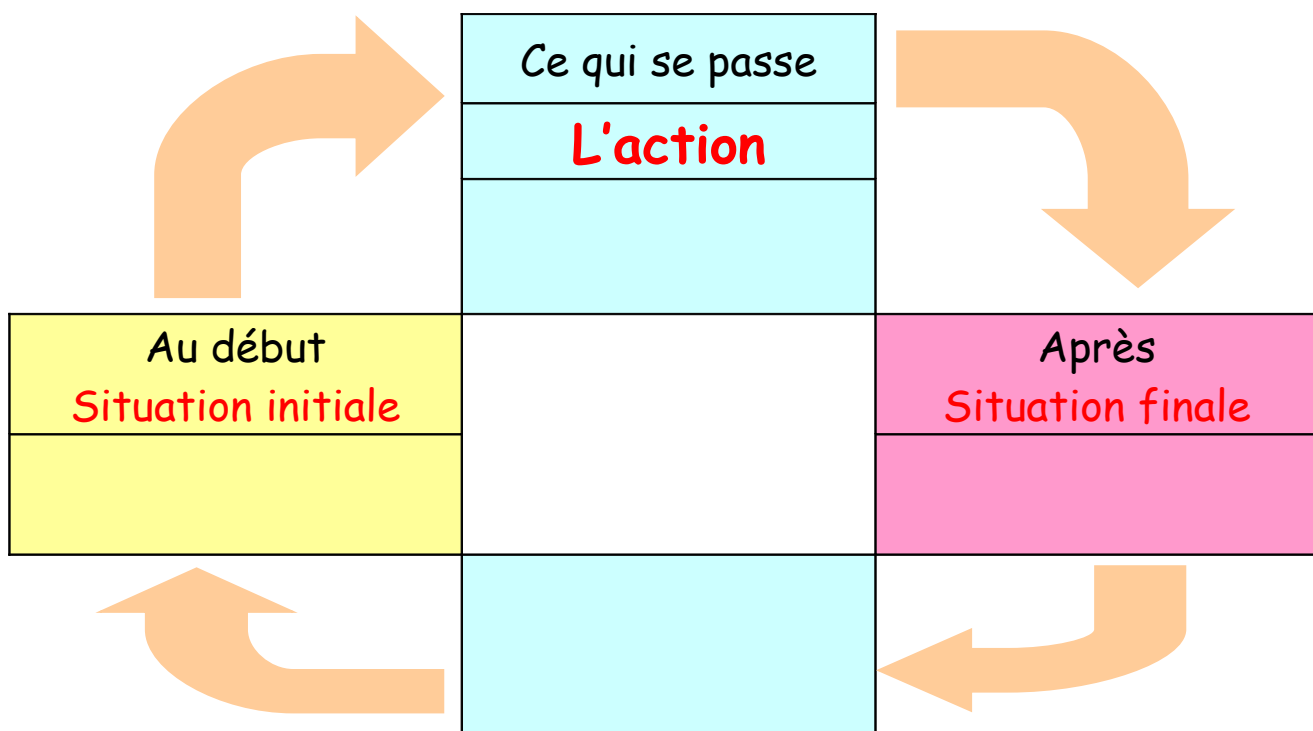 Ce qui se passe
L'action
Au début
Situation initiale
Après
Situation finale